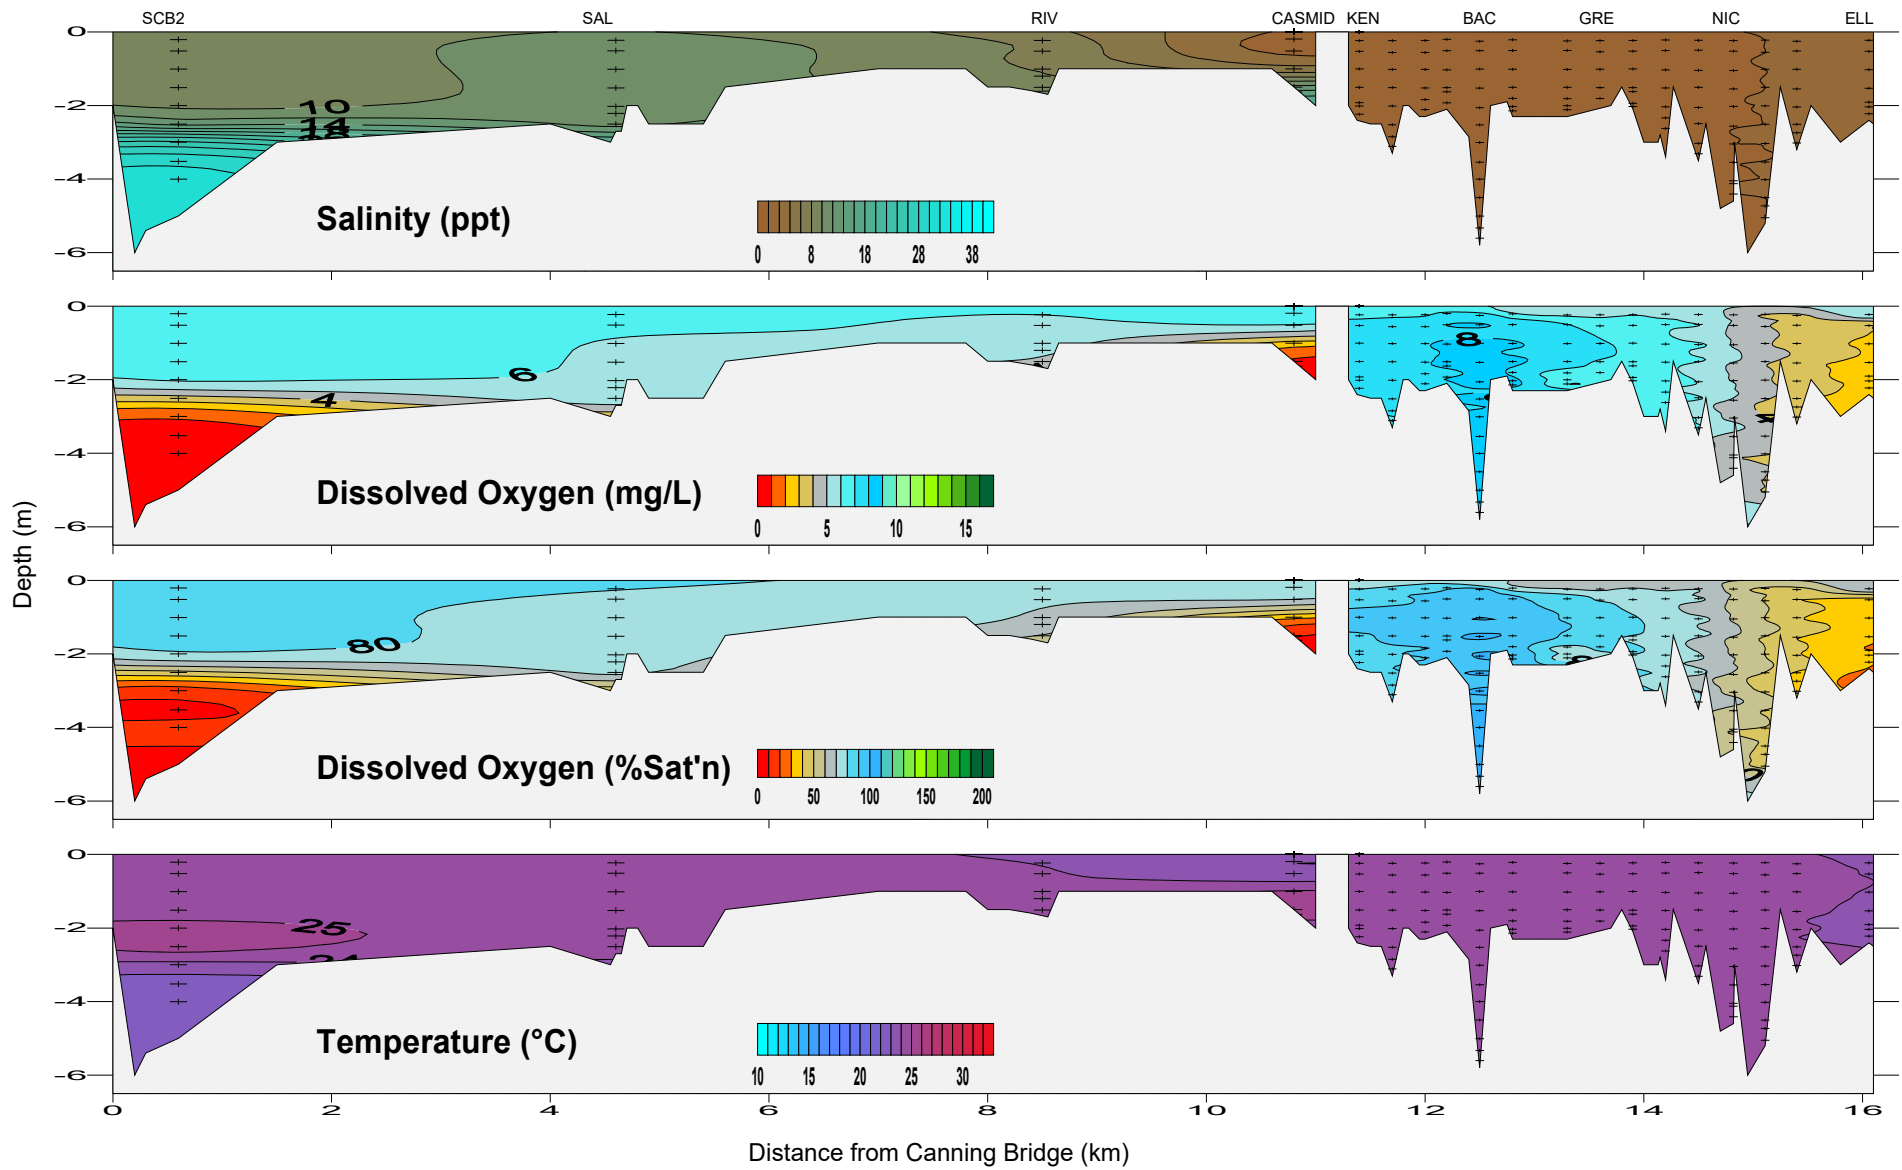 SCB2 SAL RIV CASMID KEN BAC GRE NIC ELL
0
10
-2
14
18
-4
Salinity (ppt)
0 8 18 28 38
-6
0
8
6
-2
4
4
-4
Dissolved Oxygen (mg/L)
0 5 10 15
-6
Depth (m)
0
80
-2
-4
Dissolved Oxygen (%Sat'n)
0 50 100 150 200
-6
0
25
-2
24
-4
Temperature (°C)
10 15 20 25 30
-6
0 2 4 6 8 10 12 14 16
Distance from Canning Bridge (km)